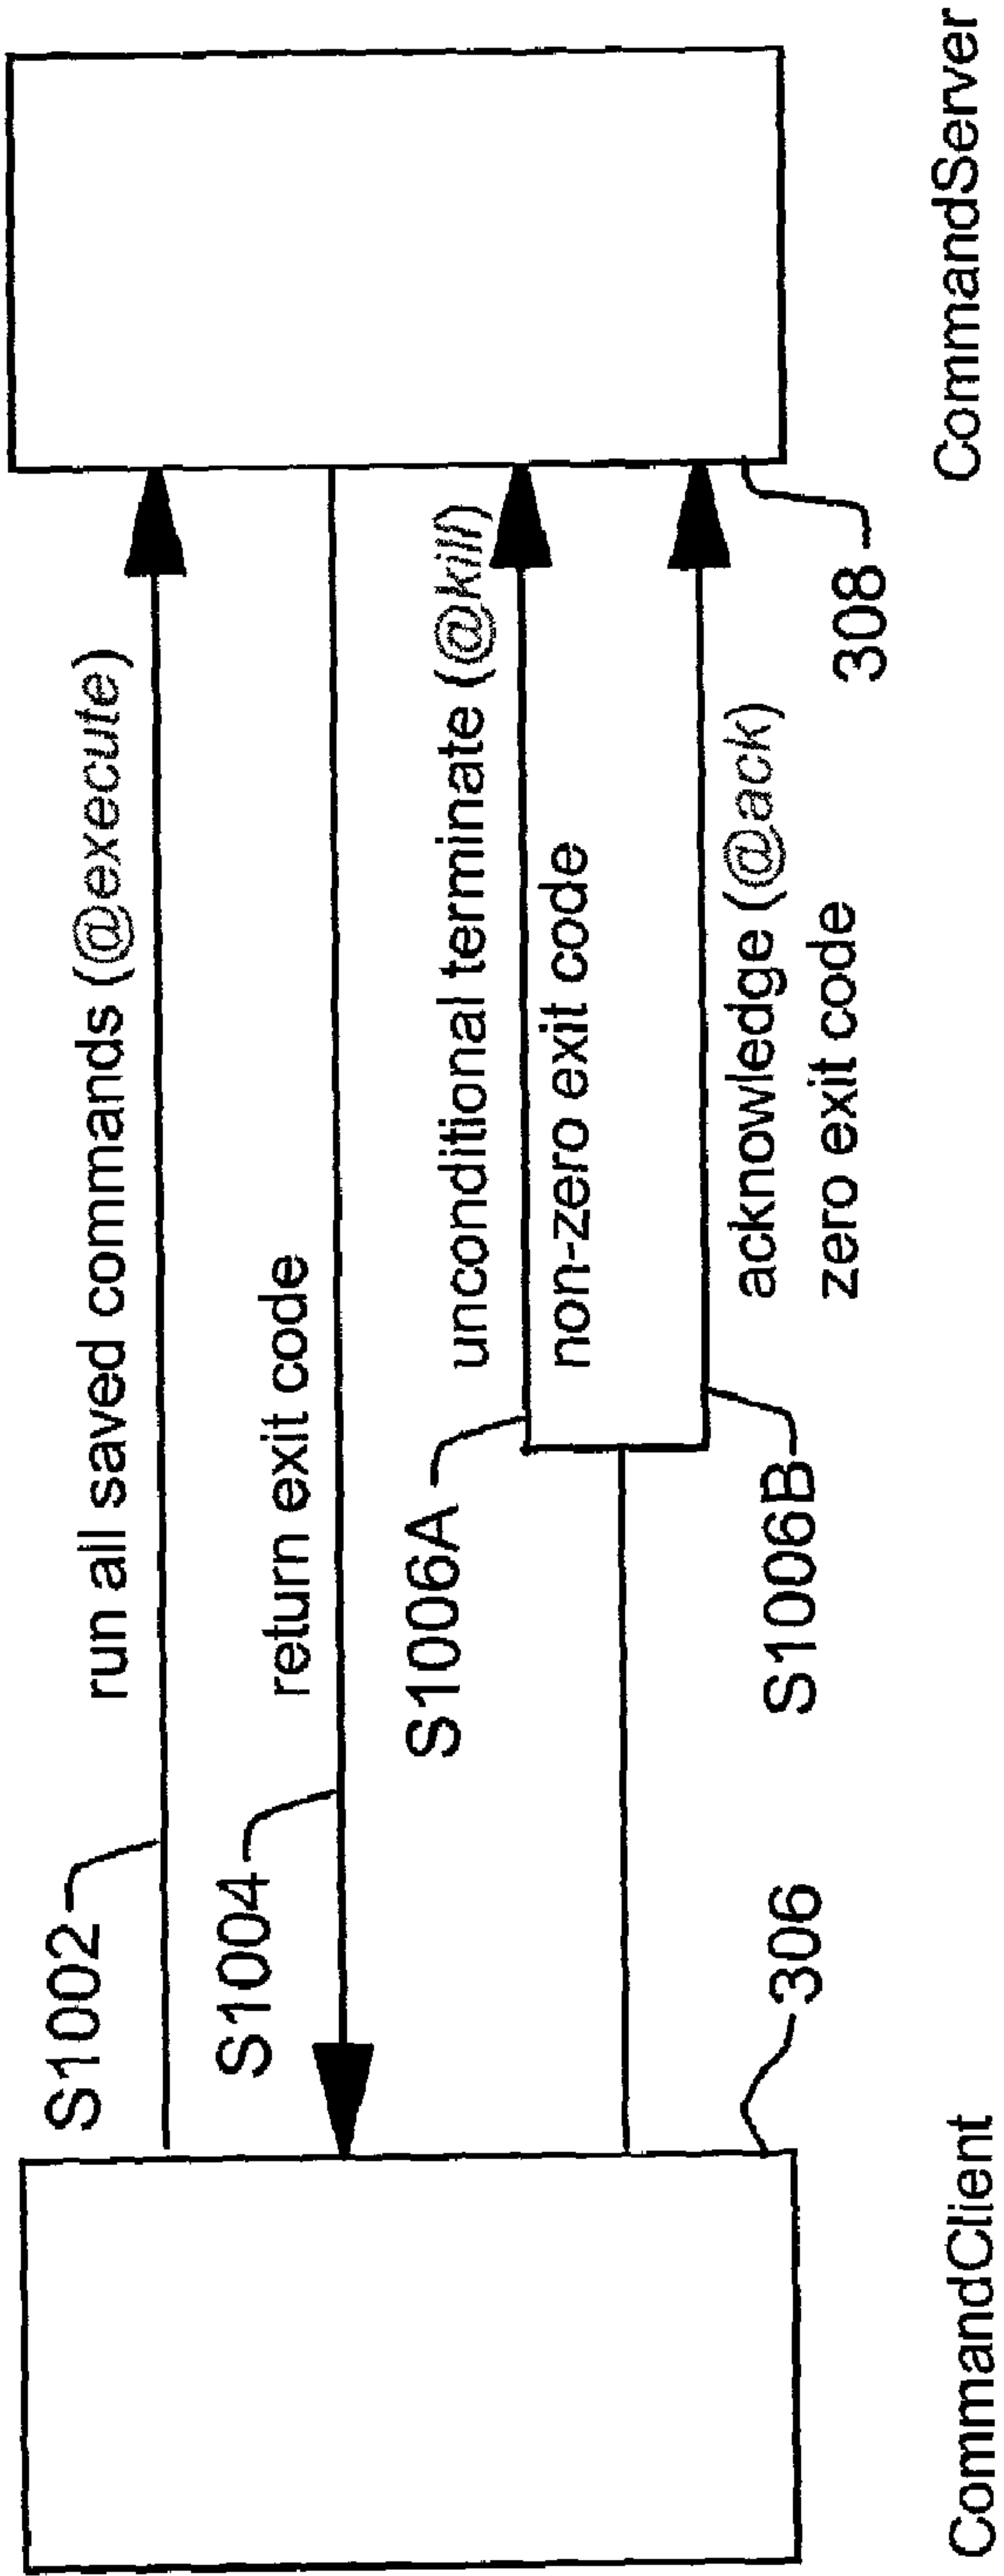 S1002
run all saved commands (@execute)
S1004
return exit code
S1006A
unconditional terminate (@kill)
non-zero exit code
S1006B
acknowledge (@ack)
zero exit code
306
308
CommandClient
CommandServer